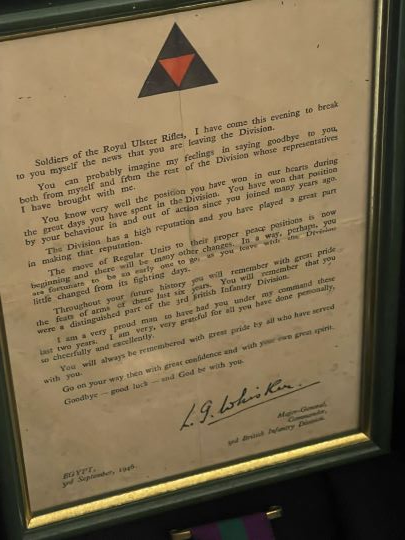 Soldiers of the Royal Ulster Rifles, I have come this evening to break
to you myself the news that you are leaving the Division.
You can probably imagine my feelings in saying goodbye to you,
both from myself and from the rest of the Division whose representatives
I have brought with me.
You know very well the position you have won in our hearts during
the great days you have spent in the Division. You have won that position
by your behaviour in and out of action since you joined many years ago.
The Division has a high reputation and you have played a great part
in making that reputation.
The move of Regular Units to their proper peace positions is now
beginning and there will be many other changes. In a way, perhaps, you
are fortunate to be an early one to go, as you leave with the Division
little changed from its fighting days.
Throughout your future history you will remember with great pride
the feats of arms of these last six years. You will remember that you
were a distinguished part of the 3rd British Infantry Division.
I am a very proud man to have had you under my command these
last two years. I am very, very grateful for all you have done personally,
so cheerfully and excellently.
You will always be remembered with great pride by all who have served
with you.
Go on your way then with great confidence and with your own great spirit.
Goodbye — good luck — and God be with you.
L. G. Whistler.
Major-General,
Commander,
3rd British Infantry Division.
EGYPT,
3rd September, 1946.